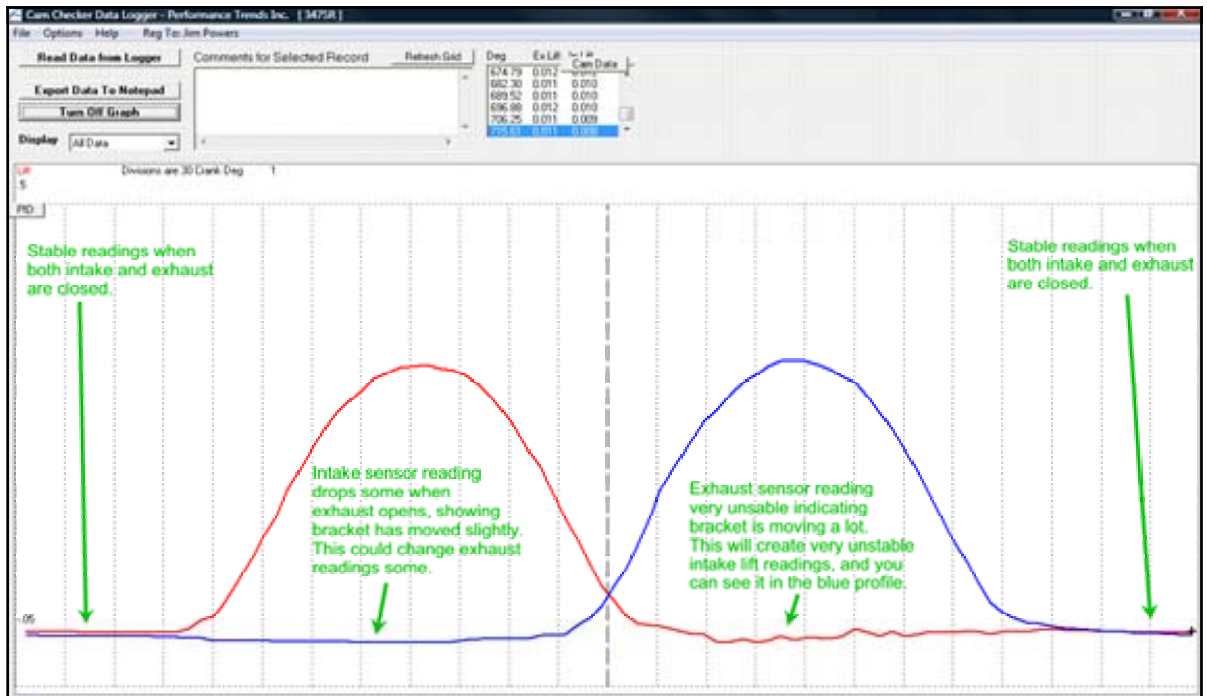 Cam Checker Data Logger - Performance Trends Inc. [ 3475R ]
File Options Help Reg To: Jim Powers
Read Data from Logger
Comments for Selected Record
Refresh Grid
Deg Ex Lift
Cam Data
674.79 0.012
682.30 0.011 0.010
689.52 0.011 0.010
696.88 0.012 0.010
706.25 0.011 0.009
715.63 0.011
Export Data To Notepad
Turn Off Graph
Display All Data
Lift Divisions are 30 Crank Deg 1
.5
PID
Stable readings when
both intake and exhaust
are closed.
Stable readings when
both intake and exhaust
are closed.
Intake sensor reading
drops some when
exhaust opens, showing
bracket has moved slightly.
This could change exhaust
readings some.
Exhaust sensor reading
very unsable indicating
bracket is moving a lot.
This will create very unstable
intake lift readings, and you
can see it in the blue profile.
-.05